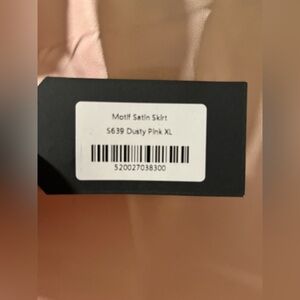 Motif Satin Skirt
S639 Dusty Pink XL
520027038300